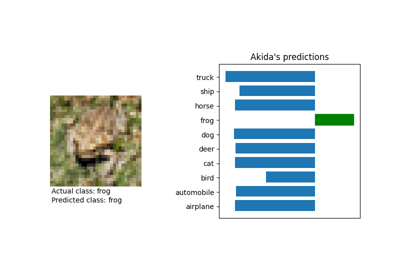 Akida's predictions
truck
ship
horse
frog
dog
deer
cat
bird
automobile
airplane
Actual class: frog
Predicted class: frog